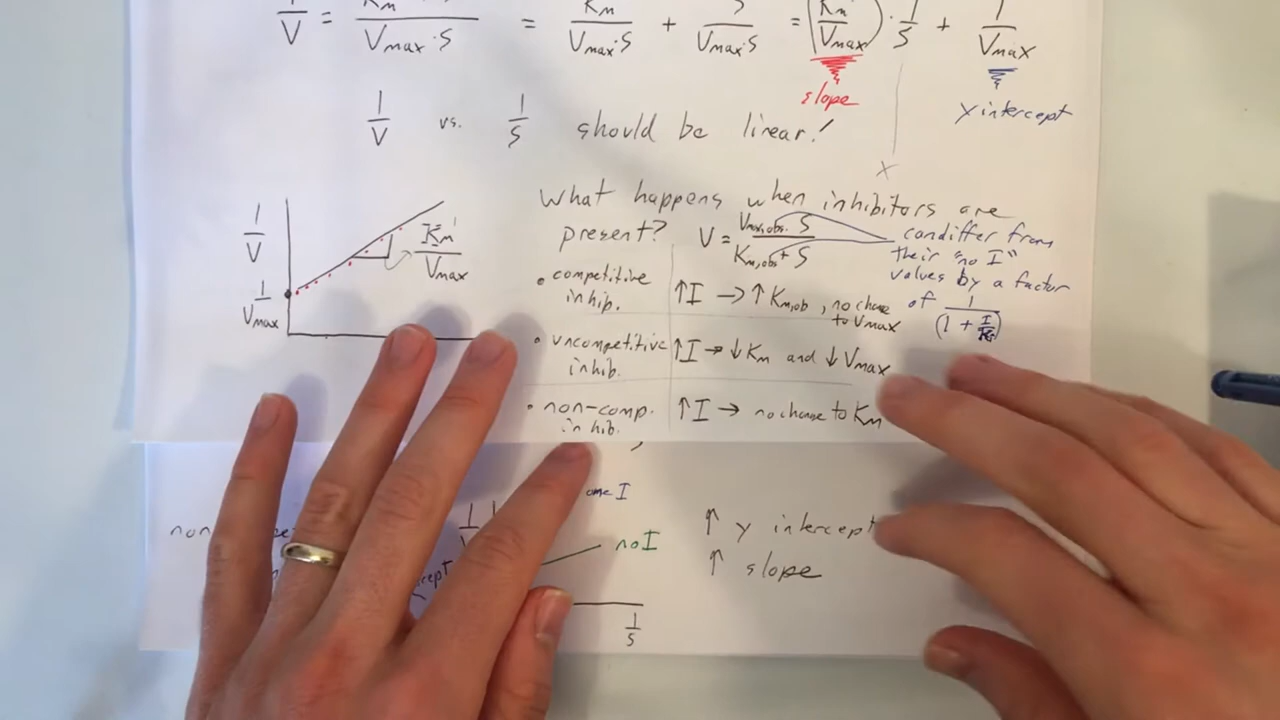 1/V = Km + S / Vmax·S = Km/Vmax·S + S/Vmax·S = (Km/Vmax)·1/S + 1/Vmax
slope
y intercept
1/V vs. 1/S should be linear!
x
1/V
Km/Vmax
1/Vmax
What happens when inhibitors are
present? V = Vmax,obs. S / Km,obs + S
can differ from
their "no I"
values by a factor
of 1/(1 + I/
• competitive inhib. ↑I → ↑Km,ob, no change to Vmax
• uncompetitive inhib. ↑I → ↓Km and ↓Vmax
• non-comp. inhib. ↑I → no change to Km
non
no I
1/S
↑ y intercept
↑ slope